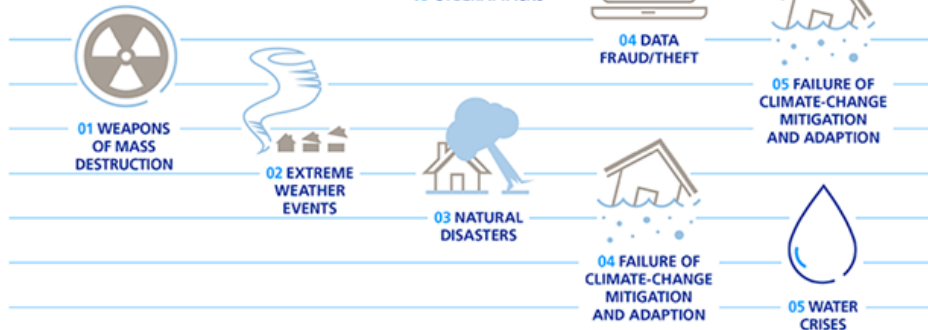 04 DATA
FRAUD/THEFT
05 FAILURE OF
CLIMATE-CHANGE
MITIGATION
AND ADAPTION
01 WEAPONS
OF MASS
DESTRUCTION
02 EXTREME
WEATHER
EVENTS
03 NATURAL
DISASTERS
04 FAILURE OF
CLIMATE-CHANGE
MITIGATION
AND ADAPTION
05 WATER
CRISES